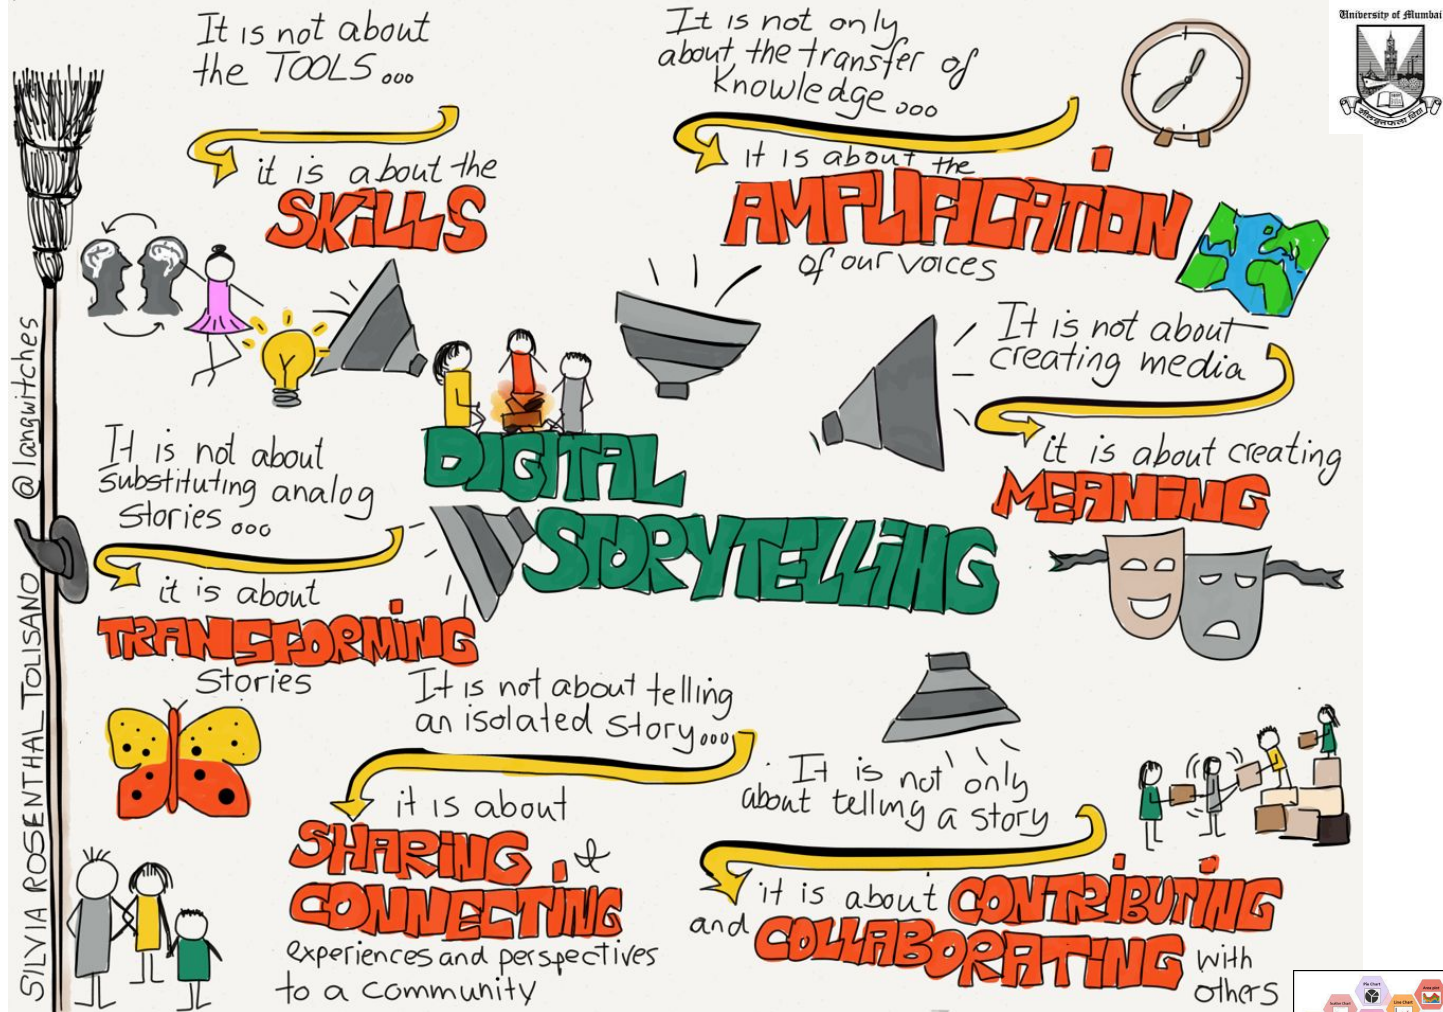 It is not about
the TOOLS...
it is about the
SKILLS
It is not only
about the transfer of
Knowledge...
it is about the
AMPLIFICATION
of our voices
University of Mumbai
It is not about
creating media
it is about creating
MEANING
DIGITAL
STORYTELLING
It is not about
substituting analog
Stories...
it is about
TRANSFORMING
Stories
It is not about telling
an isolated Story...
it is about
SHARING &
CONNECTING
experiences and perspectives
to a community
It is not only
about telling a story
it is about CONTRIBUTING
and COLLABORATING with
others
SILVIA ROSENTHAL TOLISANO @langwitches
Pie Chart
Line Chart